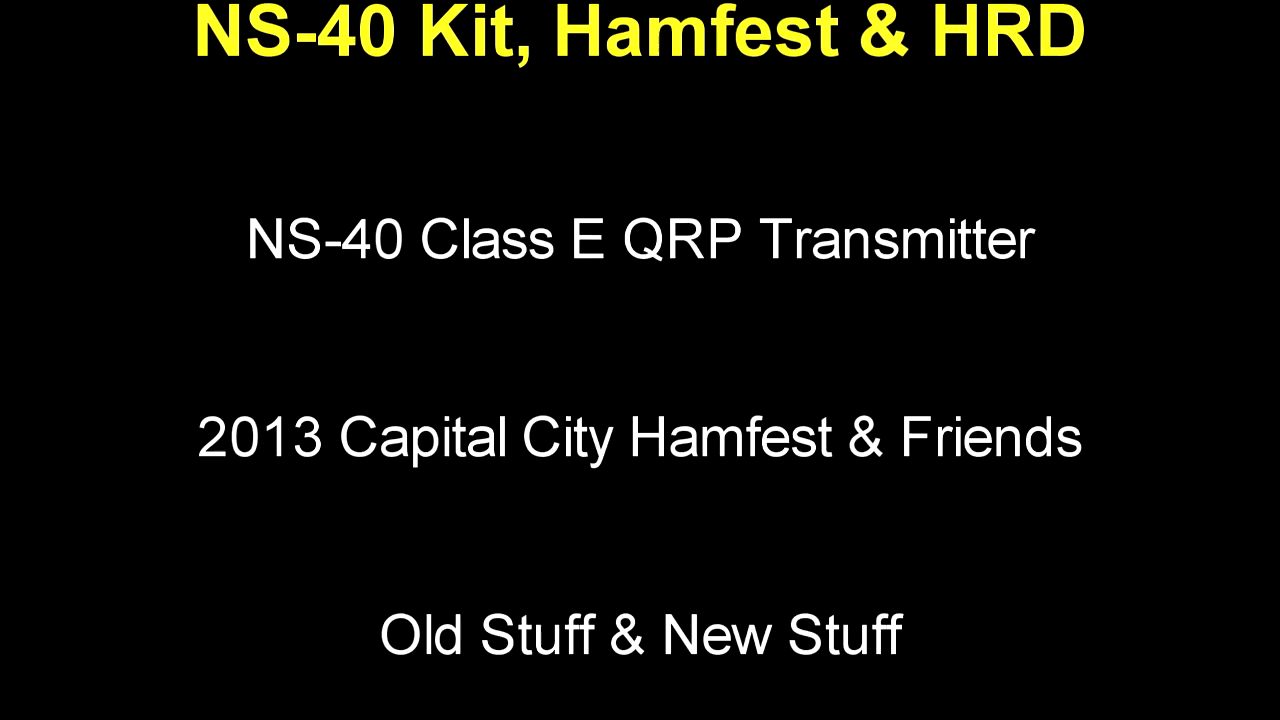 NS-40 Kit, Hamfest & HRD
NS-40 Class E QRP Transmitter
2013 Capital City Hamfest & Friends
Old Stuff & New Stuff